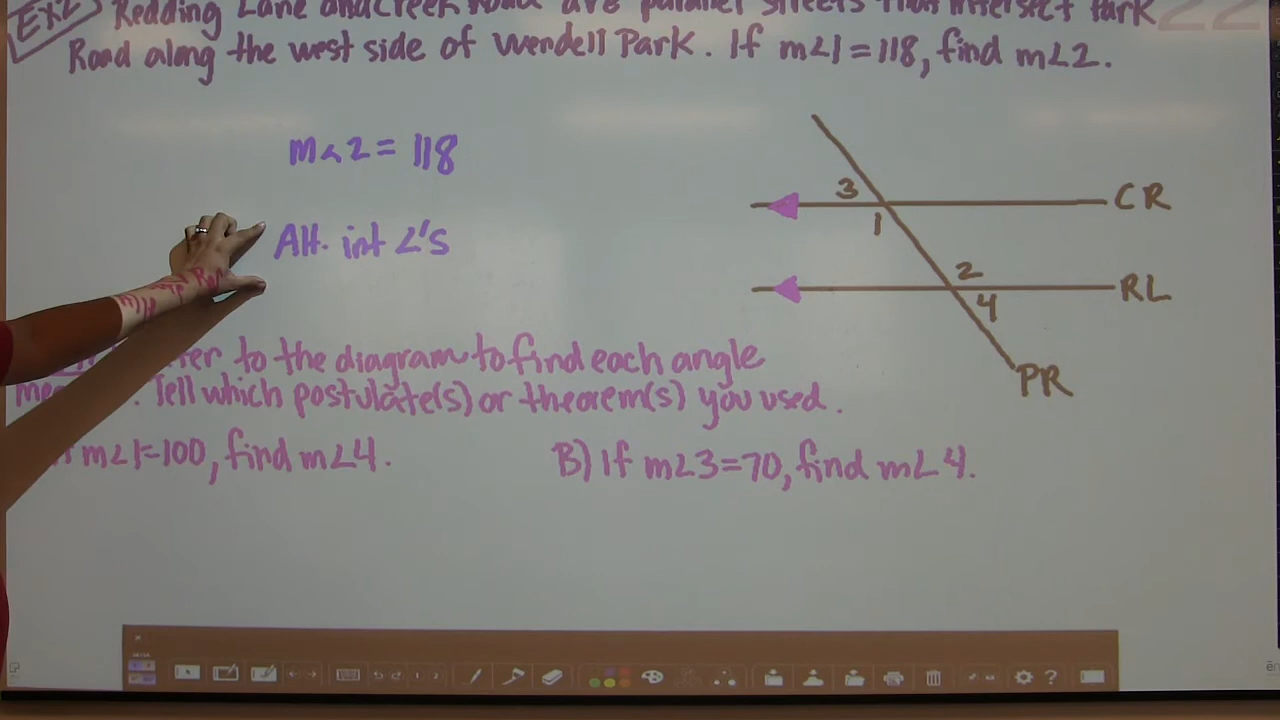 Ex2 Redding Lane and Creek Road are parallel streets that intersect Park
Road along the west side of Wendell Park. If m∠1=118, find m∠2.
22
m∠2 = 118
Alt. int ∠'s
3
1
CR
2
4
RL
PR
to the diagram to find each angle
Tell which postulate(s) or theorem(s) you used.
m∠1=100, find m∠4.
B) If m∠3=70, find m∠4.